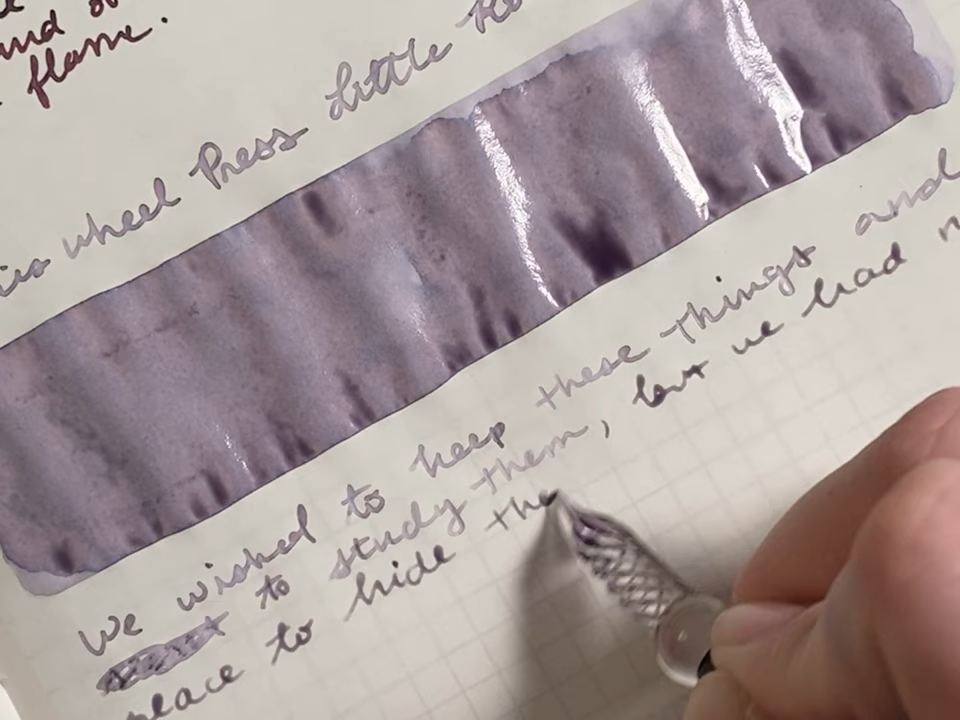 und
flame.
wheel Press Little
We wished to keep these things and
to study them, but we had
place to hide the